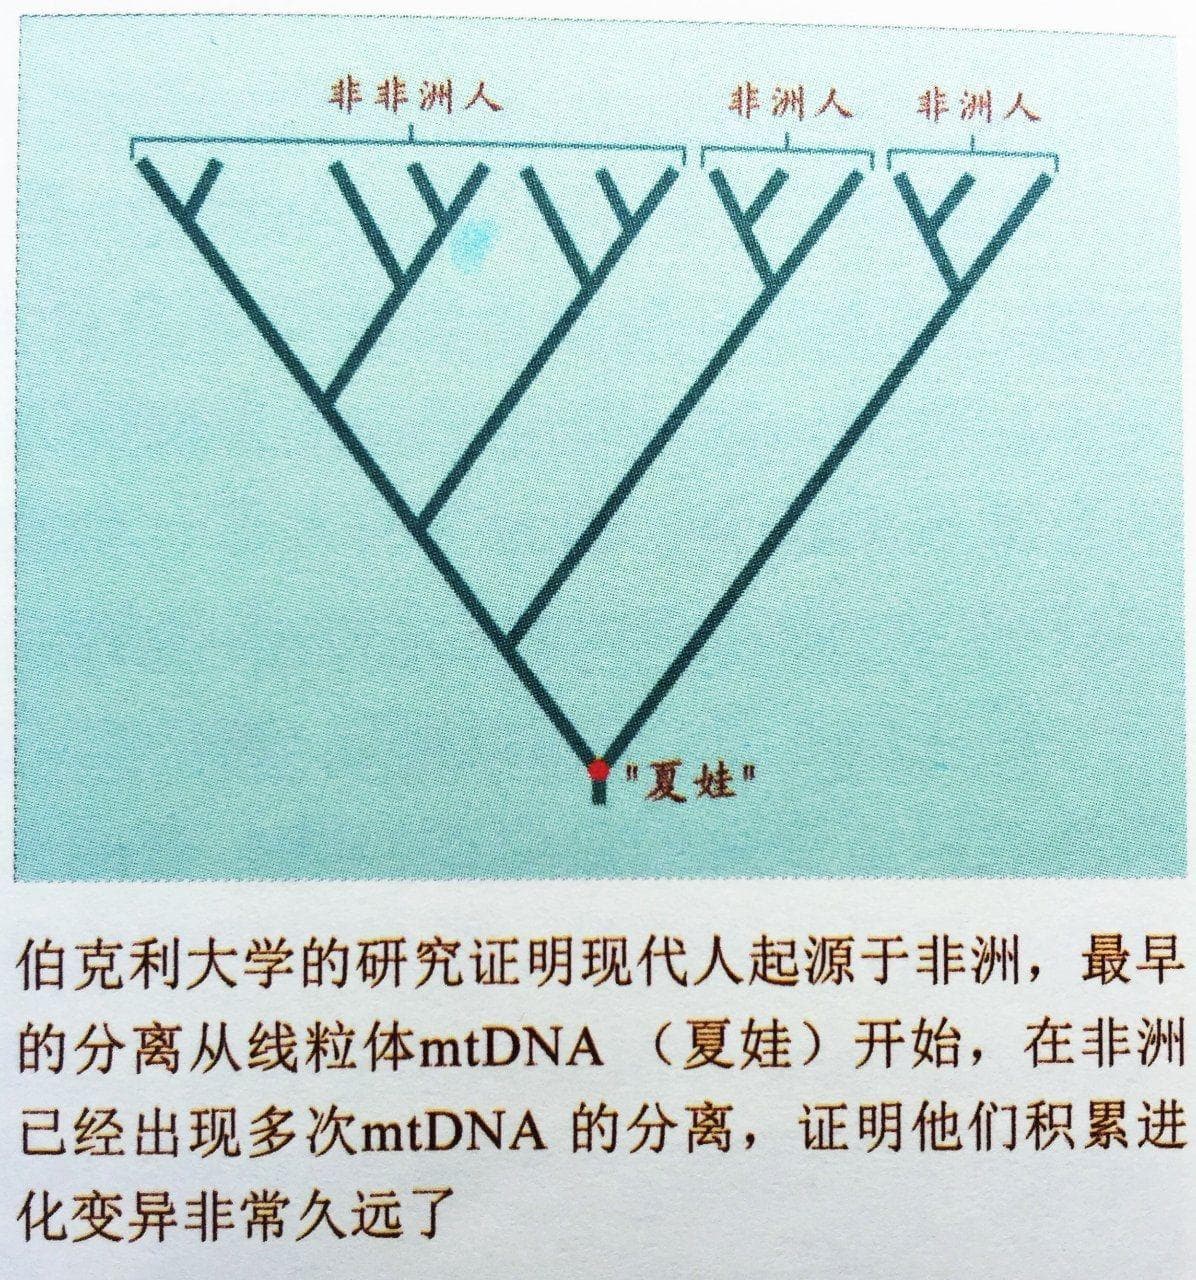 非非洲人
非洲人
非洲人
"夏娃"
伯克利大学的研究证明现代人起源于非洲，最早
的分离从线粒体mtDNA （夏娃）开始，在非洲
已经出现多次mtDNA 的分离，证明他们积累进
化变异非常久远了